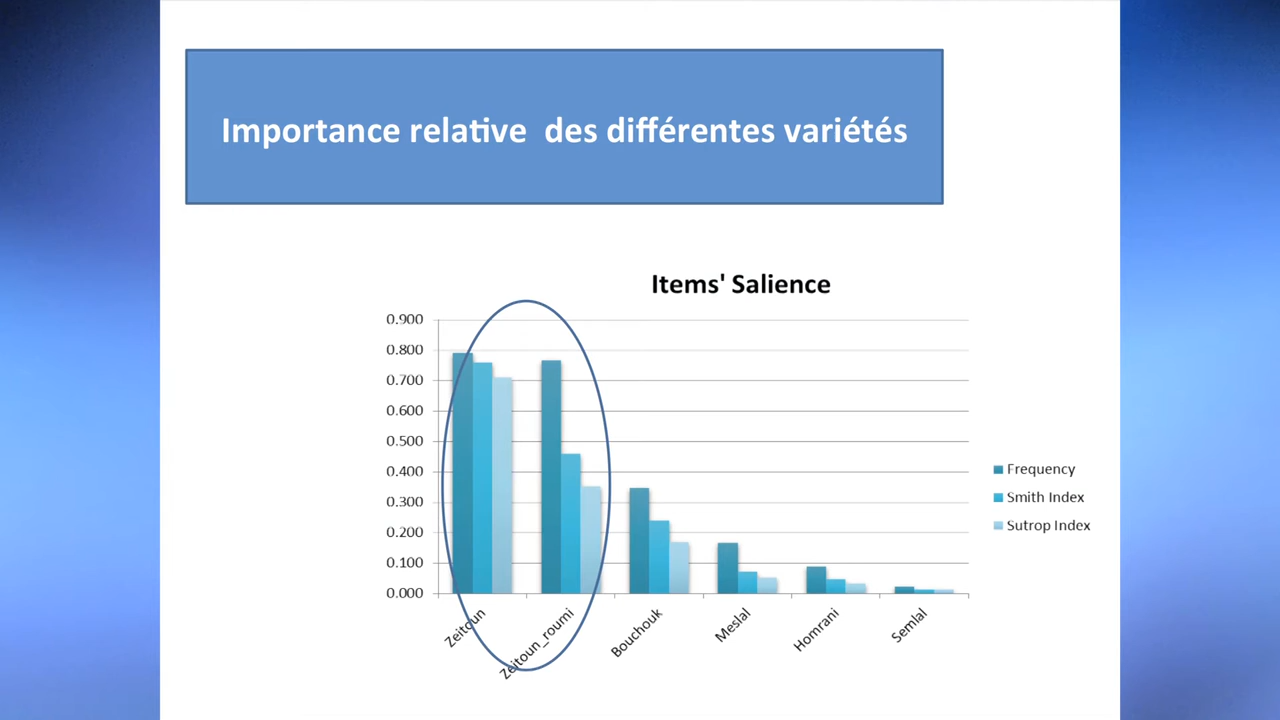 Importance relative  des différentes variétés
Items' Salience
0.900
0.800
0.700
0.600
0.500
0.400
0.300
0.200
0.100
0.000
Zeitoun
Zeitoun_roumi
Bouchouk
Meslal
Homrani
Semlal
Frequency
Smith Index
Sutrop Index